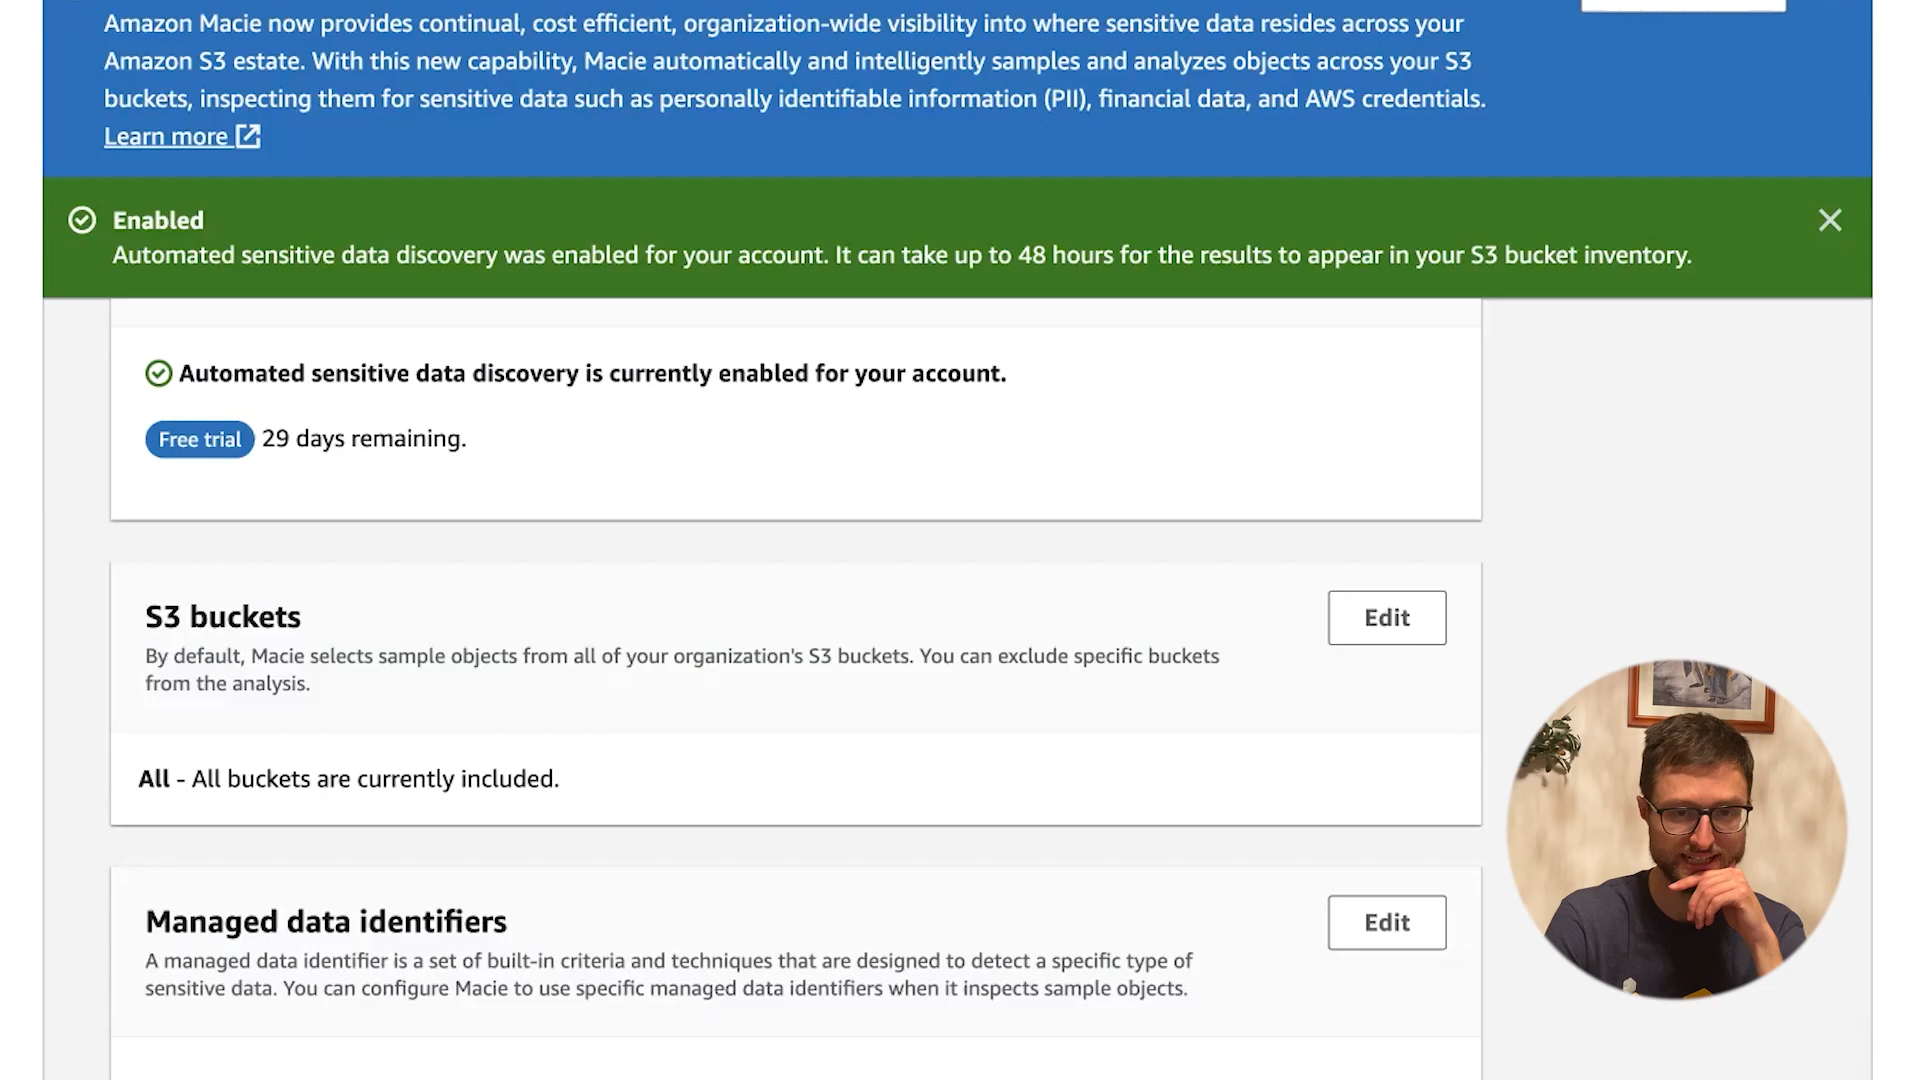 Amazon Macie now provides continual, cost efficient, organization-wide visibility into where sensitive data resides across your
Amazon S3 estate. With this new capability, Macie automatically and intelligently samples and analyzes objects across your S3
buckets, inspecting them for sensitive data such as personally identifiable information (PII), financial data, and AWS credentials.
Learn more
Enabled
Automated sensitive data discovery was enabled for your account. It can take up to 48 hours for the results to appear in your S3 bucket inventory.
Automated sensitive data discovery is currently enabled for your account.
Free trial 29 days remaining.
S3 buckets
Edit
By default, Macie selects sample objects from all of your organization's S3 buckets. You can exclude specific buckets
from the analysis.
All - All buckets are currently included.
Managed data identifiers
Edit
A managed data identifier is a set of built-in criteria and techniques that are designed to detect a specific type of
sensitive data. You can configure Macie to use specific managed data identifiers when it inspects sample objects.